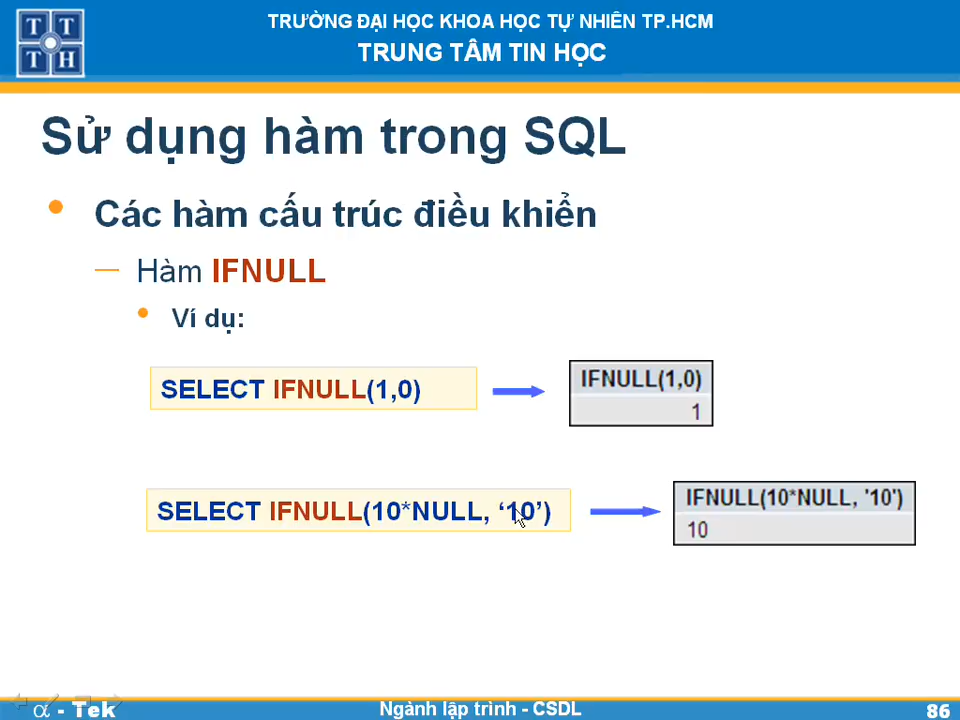 TRƯỜNG ĐẠI HỌC KHOA HỌC TỰ NHIÊN TP.HCM
TRUNG TÂM TIN HỌC
T T
T H
Sử dụng hàm trong SQL
Các hàm cấu trúc điều khiển
Hàm IFNULL
Ví dụ:
SELECT IFNULL(1,0)
IFNULL(1,0)
1
SELECT IFNULL(10*NULL, ‘10’)
IFNULL(10*NULL, '10')
10
α - Tek
Ngành lập trình - CSDL
86